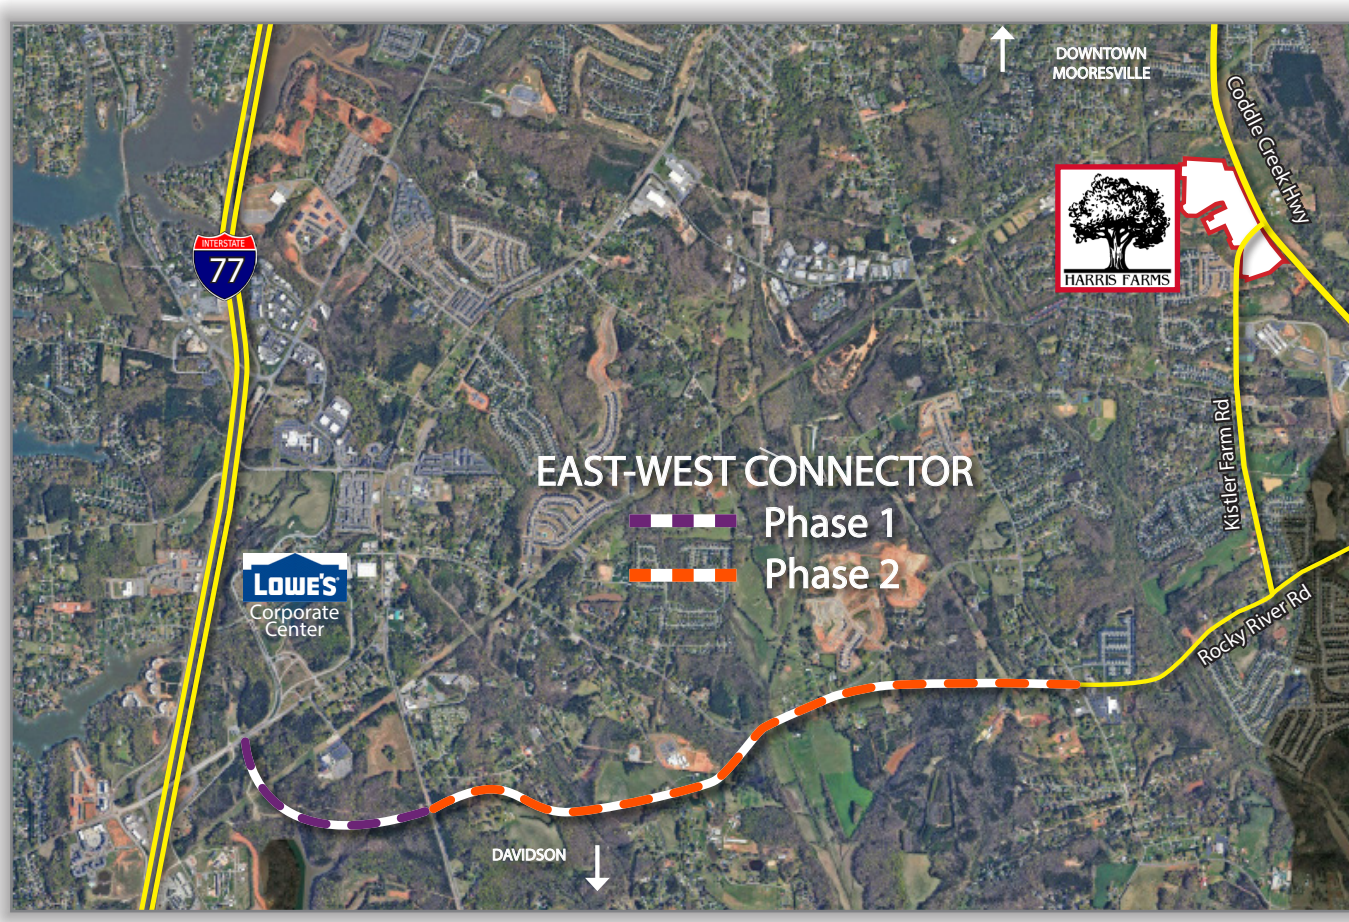 DOWNTOWN
MOORESVILLE
Coddle Creek Hwy
HARRIS FARMS
INTERSTATE
77
Kistler Farm Rd
EAST-WEST CONNECTOR
Phase 1
Phase 2
LOWE'S
Corporate
Center
Rocky River Rd
DAVIDSON